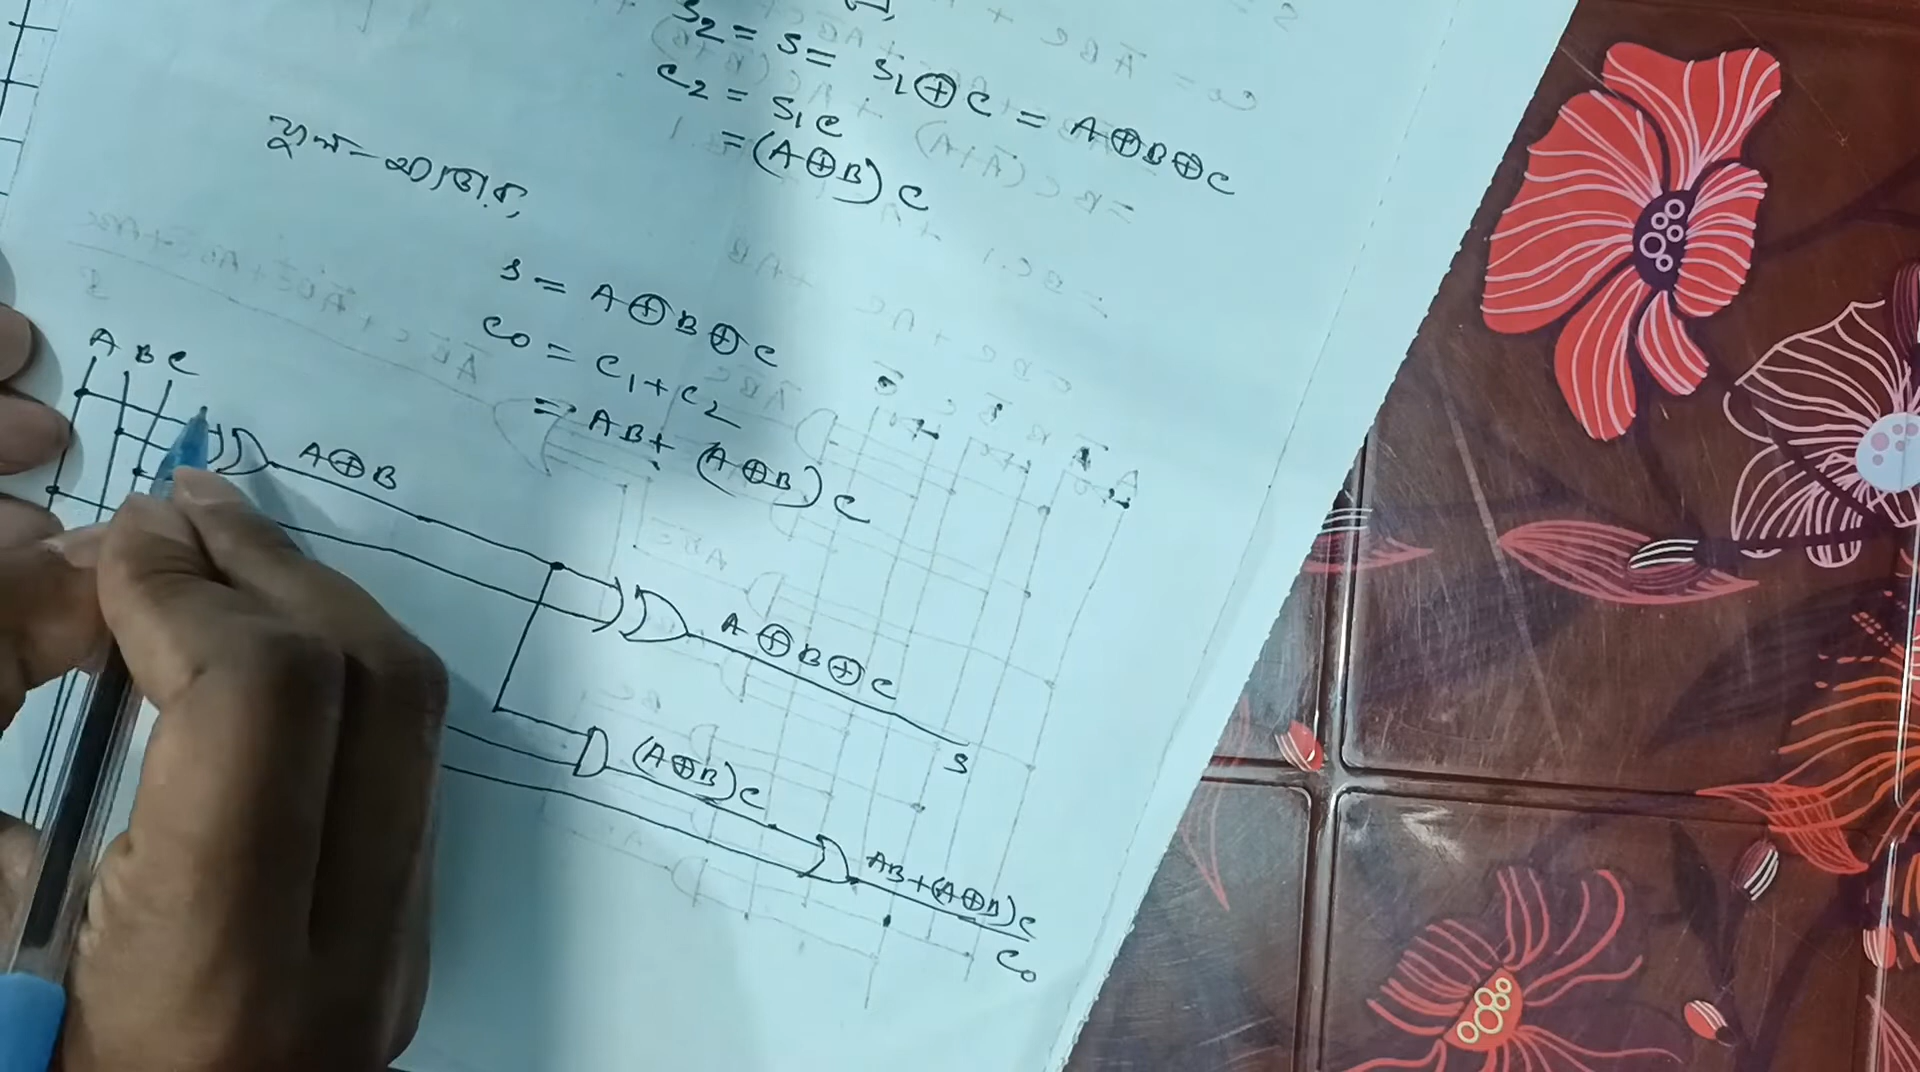 S₂ = S = S₁ ⊕ C = A ⊕ B ⊕ C
C₂ = S₁C
= (A ⊕ B) C
S = A ⊕ B ⊕ C
C₀ = C₁ + C₂
= AB + (A ⊕ B) C
A B C
A ⊕ B
A ⊕ B ⊕ C
S
(A ⊕ B) C
AB + (A ⊕ B) C
C₀